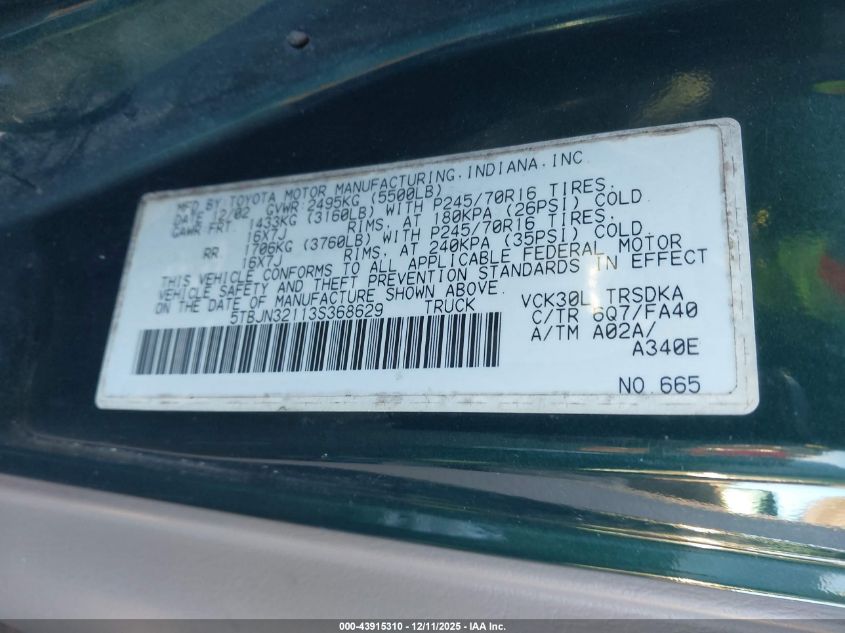 MFD BY TOYOTA MOTOR MANUFACTURING.INDIANA.INC
DATE 12/02 GVWR 2495KG (5500LB)
GAWR FRT. 1433KG (3160LB) WITH P245/70R16 TIRES.
16X7J RIMS, AT 180KPA (26PSI) COLD
RR 1706KG (3760LB) WITH P245/70R16 TIRES.
16X7J RIMS, AT 240KPA (35PSI) COLD.
THIS VEHICLE CONFORMS TO ALL APPLICABLE FEDERAL MOTOR
VEHICLE SAFETY AND THEFT PREVENTION STANDARDS IN EFFECT
ON THE DATE OF MANUFACTURE SHOWN ABOVE.
5TBJN32113S368629 TRUCK
VCK30L TRSDKA
C/TR 6Q7/FA40
A/TM A02A/
A340E
NO.665
000-43915310 - 12/11/2025 - IAA Inc.